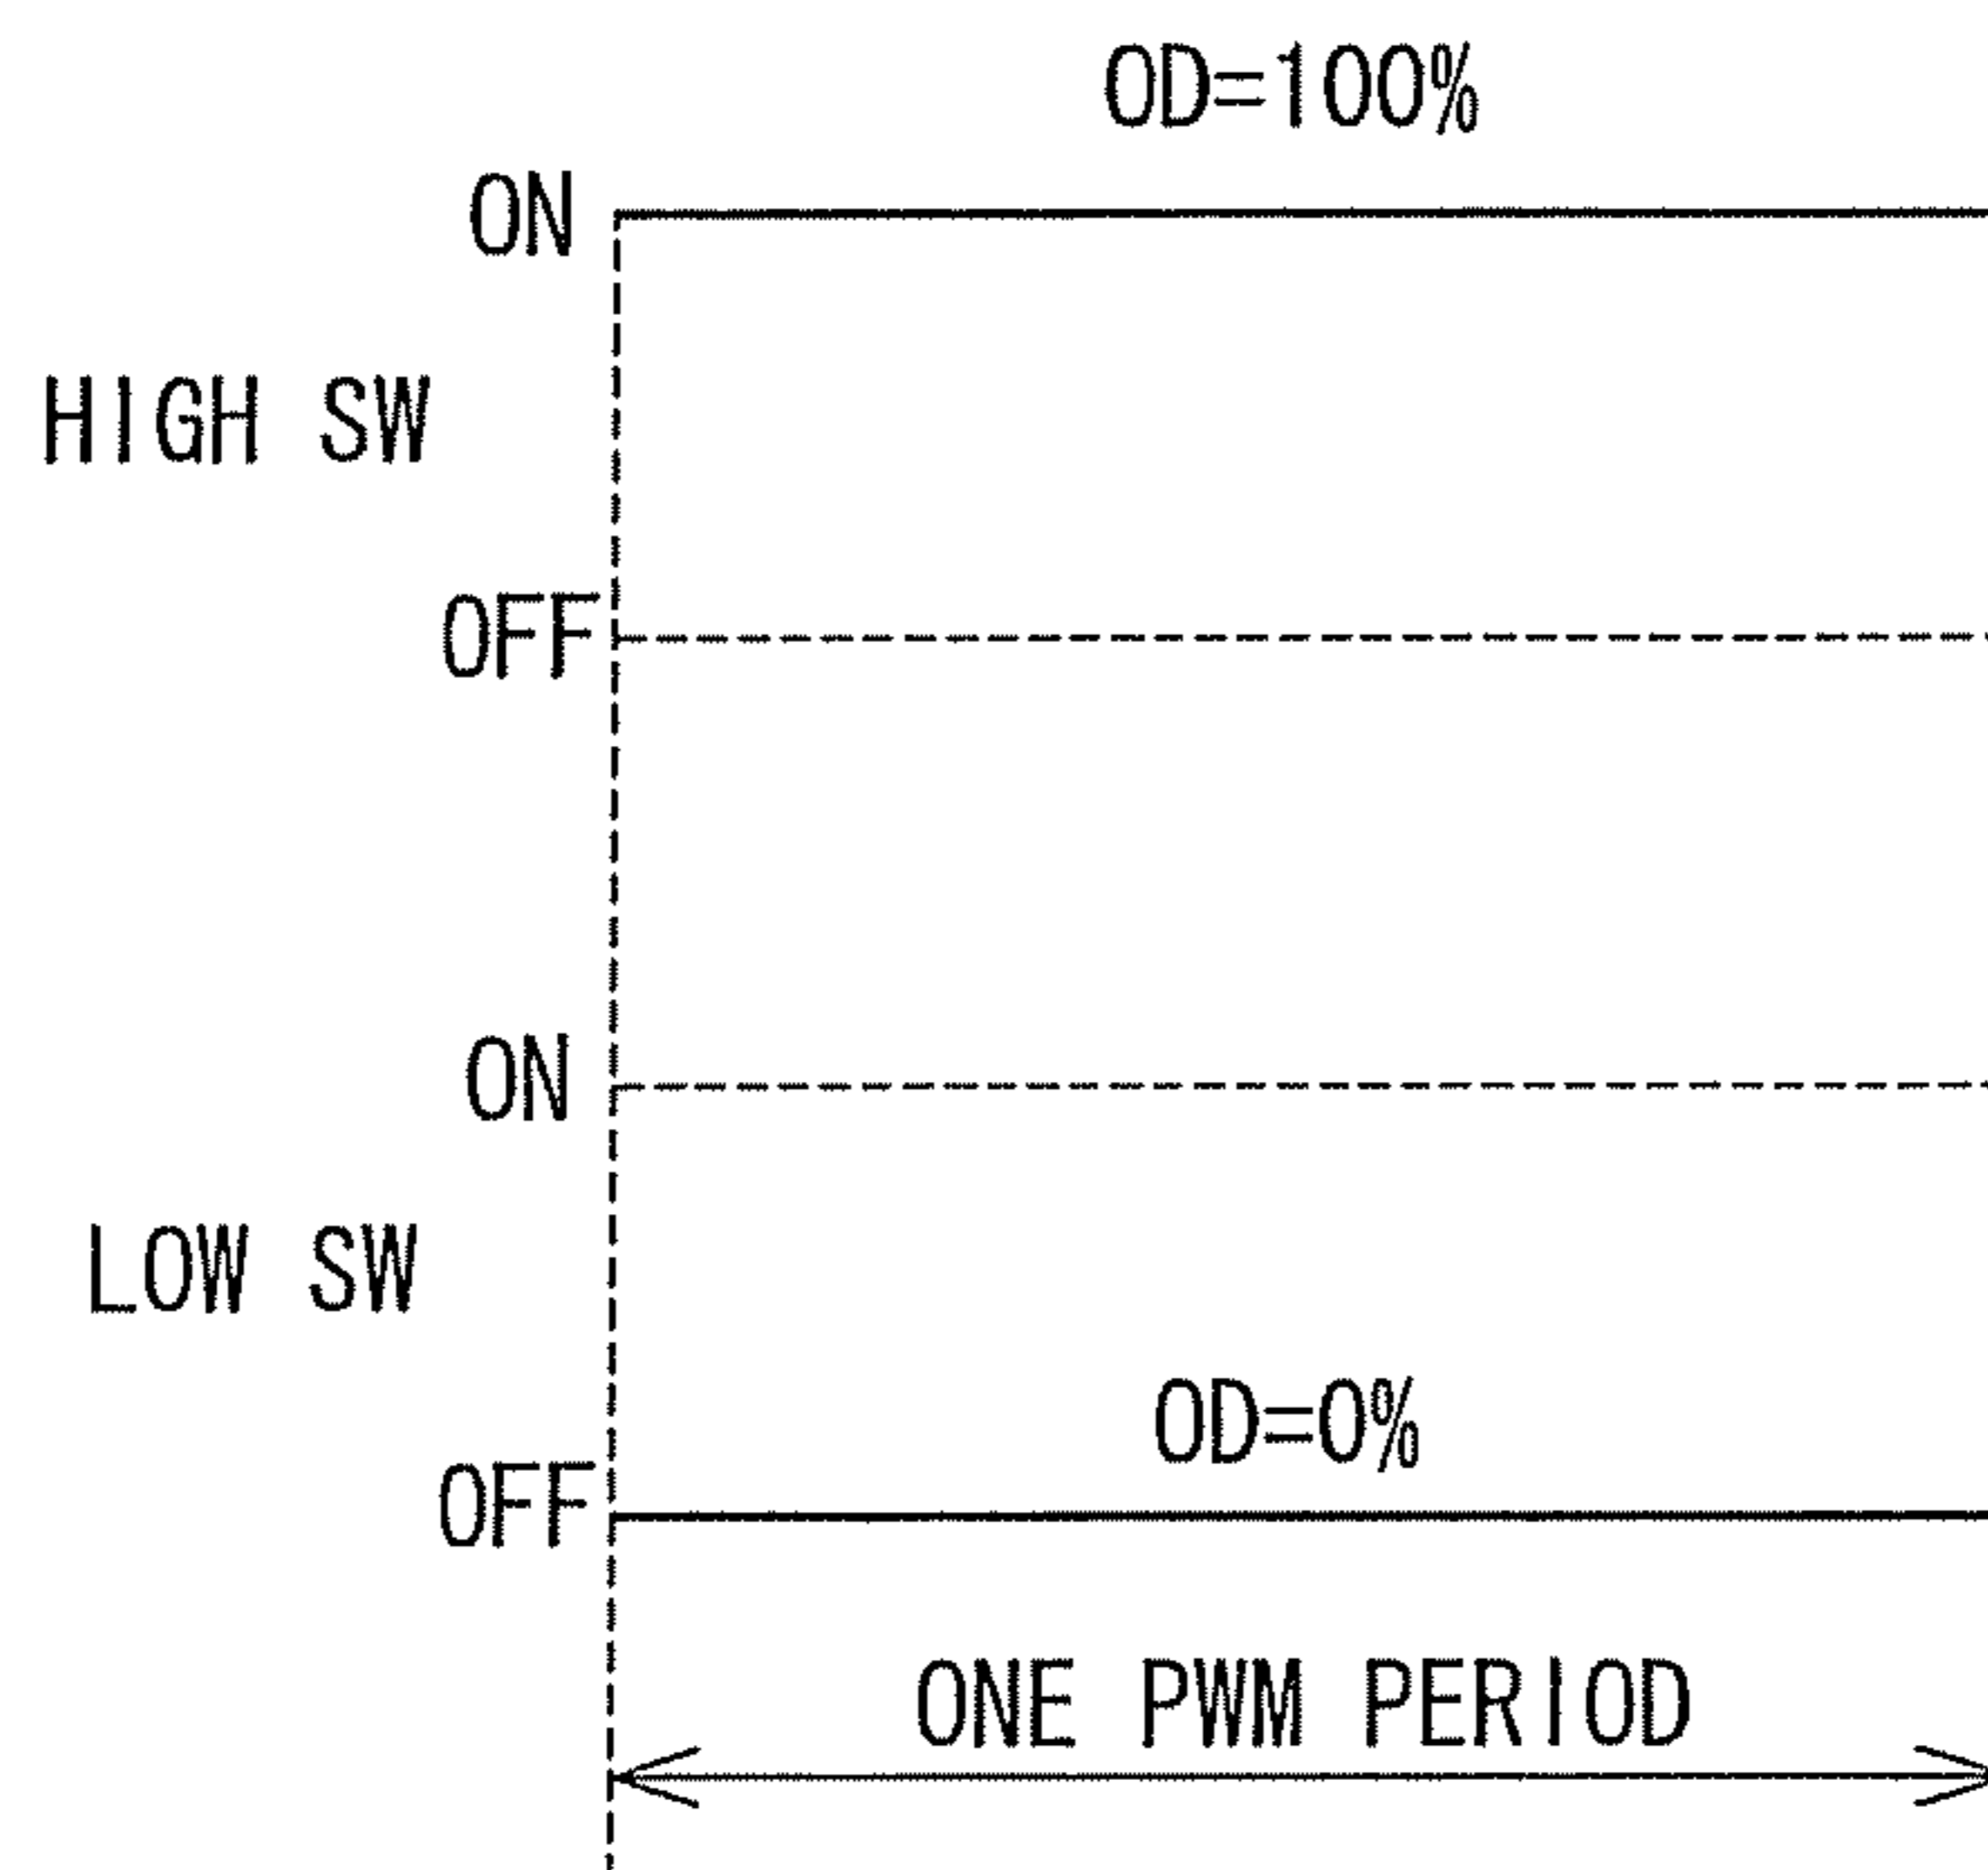 OD=100%
ON
HIGH SW
OFF
ON
LOW SW
OD=0%
OFF
ONE PWM PERIOD